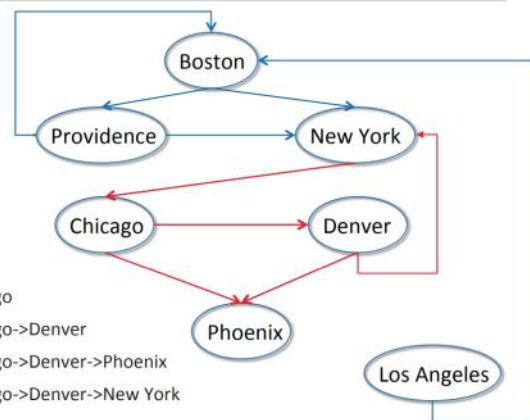 Boston
Providence
New York
Chicago
Denver
go
go->Denver
Phoenix
go->Denver->Phoenix
Los Angeles
go->Denver->New York